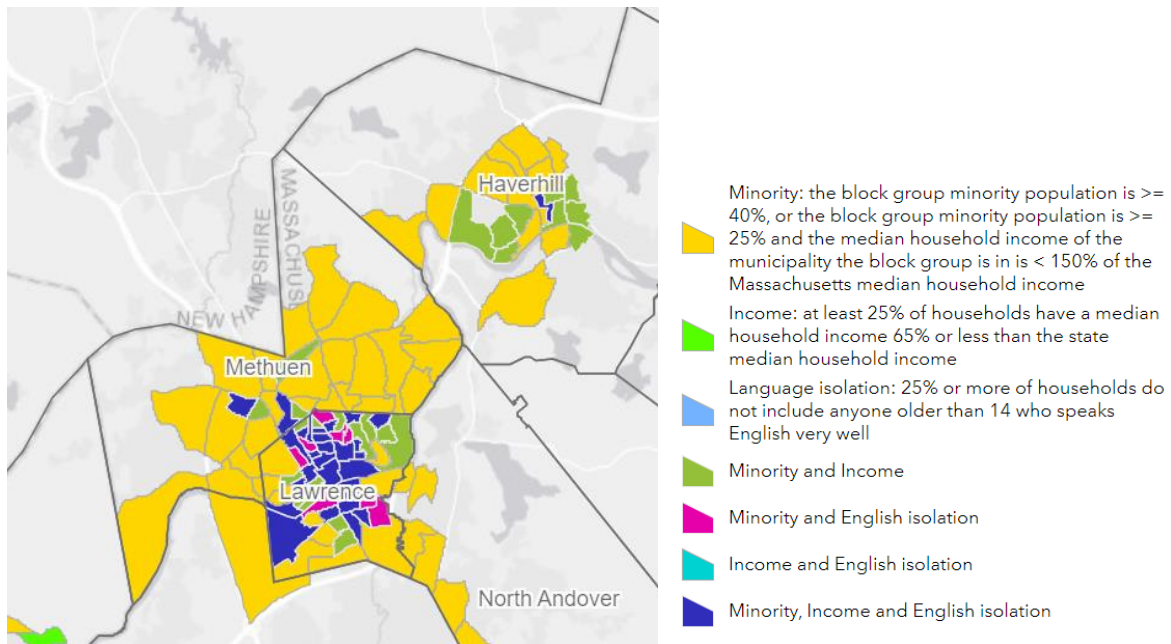 Haverhill
MASSACHUS
NEW HAMPSHIRE
Methuen
Lawrence
North Andover
Minority: the block group minority population is >=
40%, or the block group minority population is >=
25% and the median household income of the
municipality the block group is in is < 150% of the
Massachusetts median household income
Income: at least 25% of households have a median
household income 65% or less than the state
median household income
Language isolation: 25% or more of households do
not include anyone older than 14 who speaks
English very well
Minority and Income
Minority and English isolation
Income and English isolation
Minority, Income and English isolation